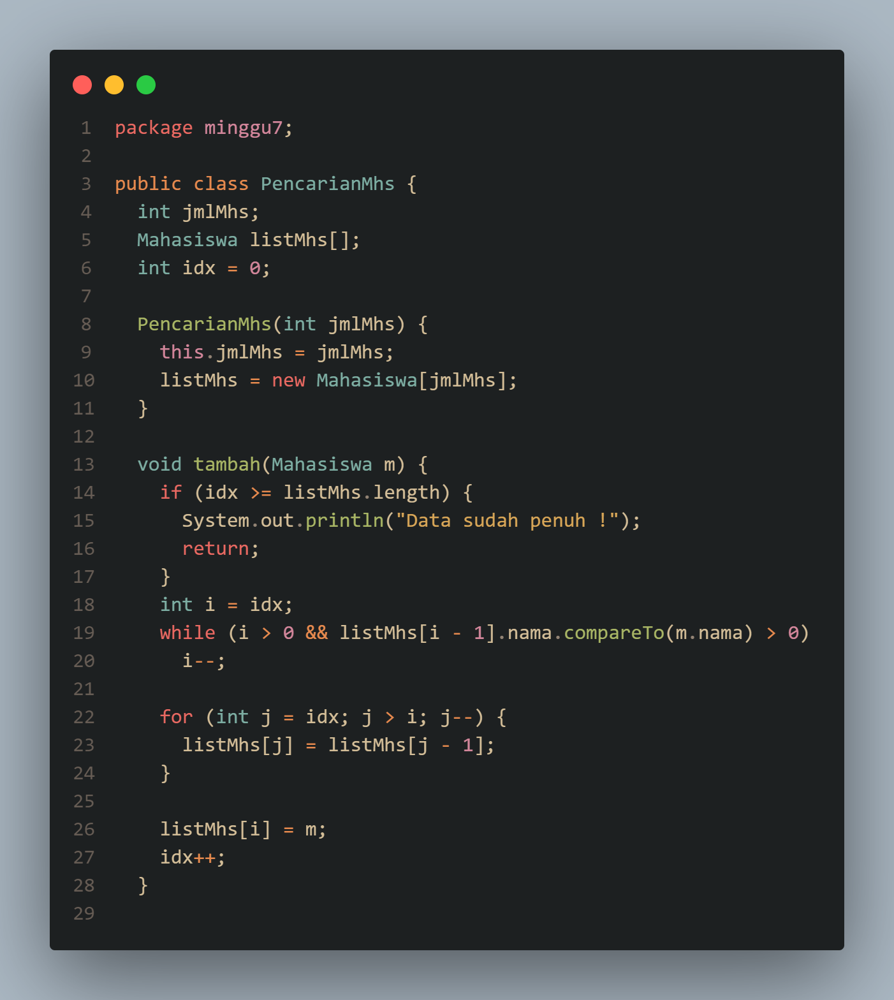 1 package minggu7;
2
3 public class PencarianMhs {
4   int jmlMhs;
5   Mahasiswa listMhs[];
6   int idx = 0;
7
8   PencarianMhs(int jmlMhs) {
9     this.jmlMhs = jmlMhs;
10     listMhs = new Mahasiswa[jmlMhs];
11   }
12
13   void tambah(Mahasiswa m) {
14     if (idx >= listMhs.length) {
15       System.out.println("Data sudah penuh !");
16       return;
17     }
18     int i = idx;
19     while (i > 0 && listMhs[i - 1].nama.compareTo(m.nama) > 0)
20       i--;
21
22     for (int j = idx; j > i; j--) {
23       listMhs[j] = listMhs[j - 1];
24     }
25
26     listMhs[i] = m;
27     idx++;
28   }
29